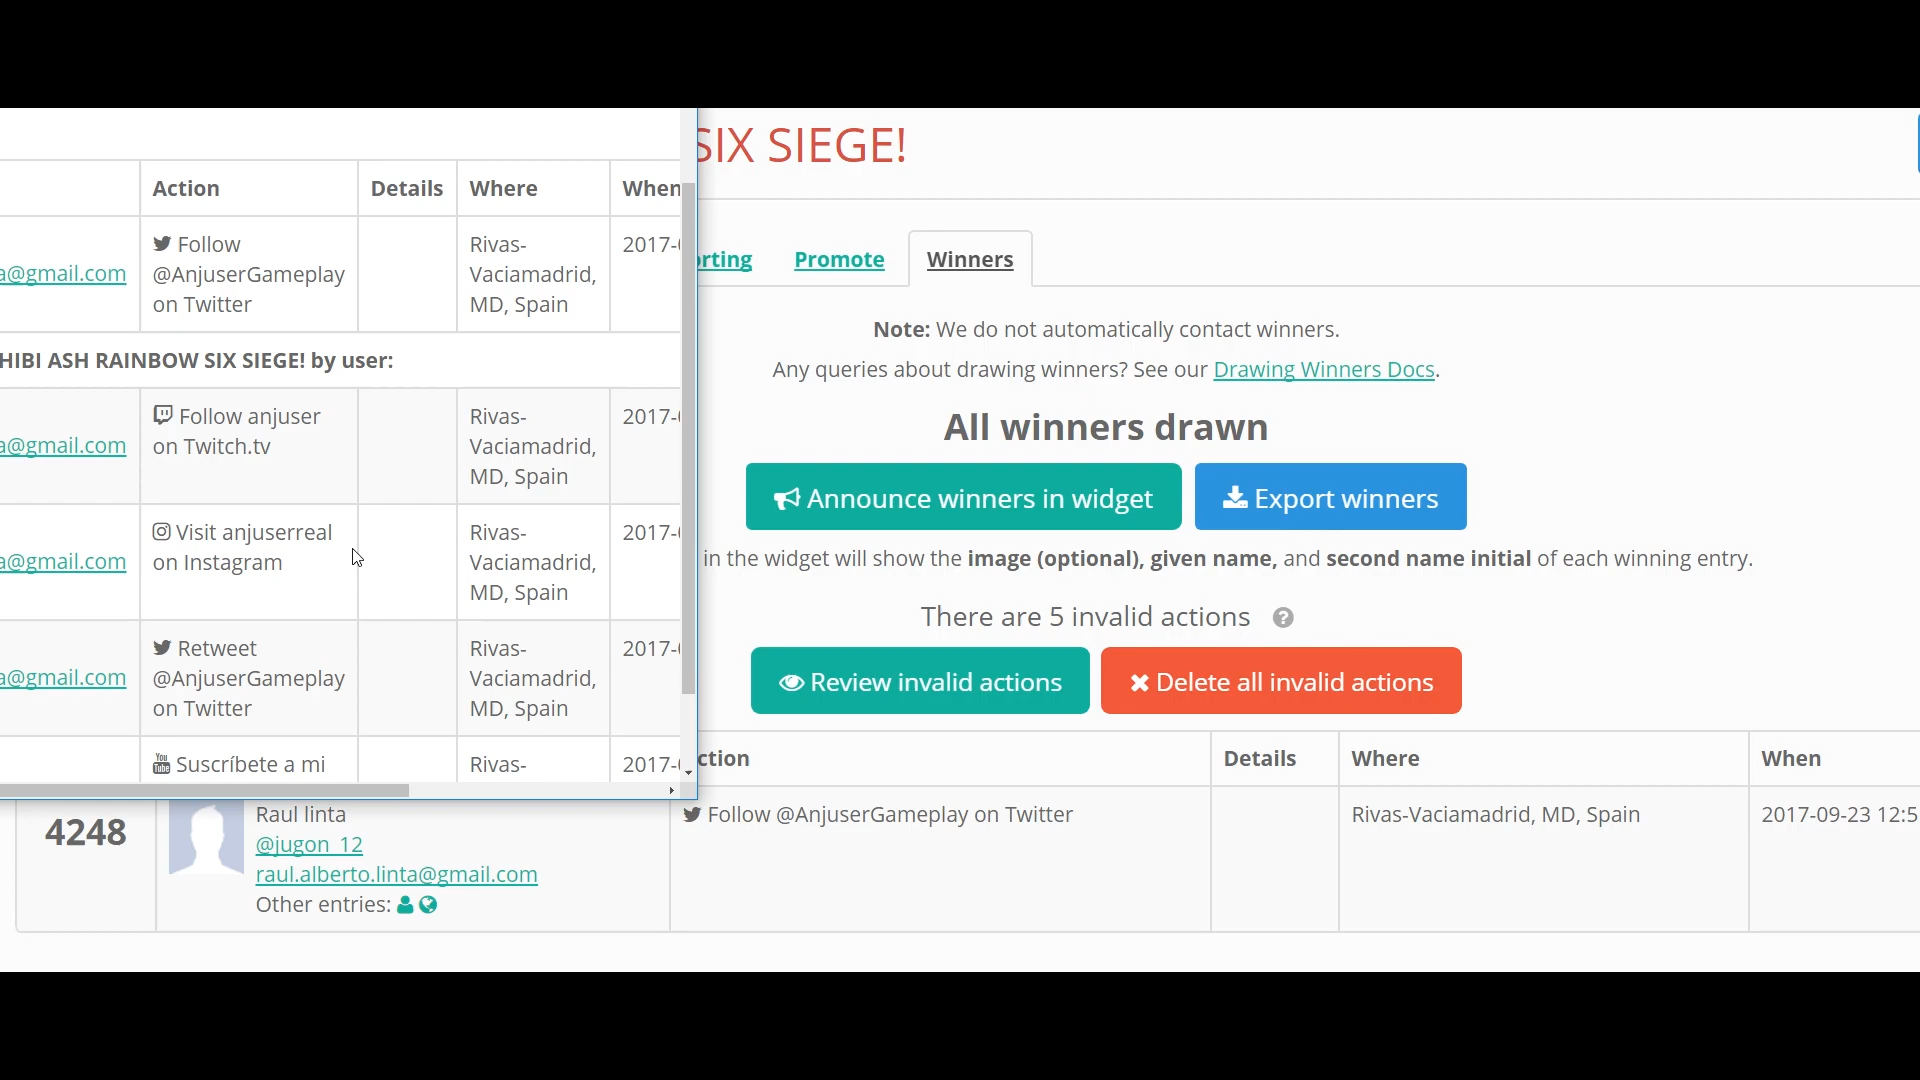 SIX SIEGE!
Action Details Where When
Follow
@AnjuserGameplay
on Twitter
a@gmail.com
Rivas-
Vaciamadrid,
MD, Spain
2017-
HIBI ASH RAINBOW SIX SIEGE! by user:
Follow anjuser
on Twitch.tv
a@gmail.com
Rivas-
Vaciamadrid,
MD, Spain
2017-
Visit anjuserreal
on Instagram
a@gmail.com
Rivas-
Vaciamadrid,
MD, Spain
2017-
Retweet
@AnjuserGameplay
on Twitter
a@gmail.com
Rivas-
Vaciamadrid,
MD, Spain
2017-
You Tube Suscríbete a mi
Rivas-
2017-
orting Promote Winners
Note: We do not automatically contact winners.
Any queries about drawing winners? See our Drawing Winners Docs.
All winners drawn
Announce winners in widget Export winners
in the widget will show the image (optional), given name, and second name initial of each winning entry.
There are 5 invalid actions ?
Review invalid actions Delete all invalid actions
ction Details Where When
4248
Raul linta
@jugon_12
raul.alberto.linta@gmail.com
Other entries:
Follow @AnjuserGameplay on Twitter
Rivas-Vaciamadrid, MD, Spain
2017-09-23 12:5